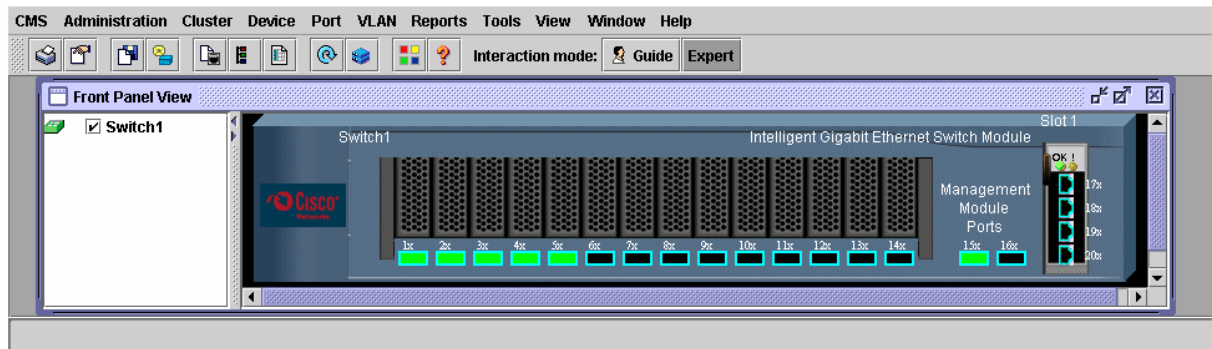 CMS Administration Cluster Device Port VLAN Reports Tools View Window Help
Interaction mode: Guide Expert
Front Panel View
Switch1
Slot 1
Switch1 Intelligent Gigabit Ethernet Switch Module
OK !
CISCO
Management
Module
Ports
17x
18x
19x
20x
1x 2x 3x 4x 5x 6x 7x 8x 9x 10x 11x 12x 13x 14x 15x 16x